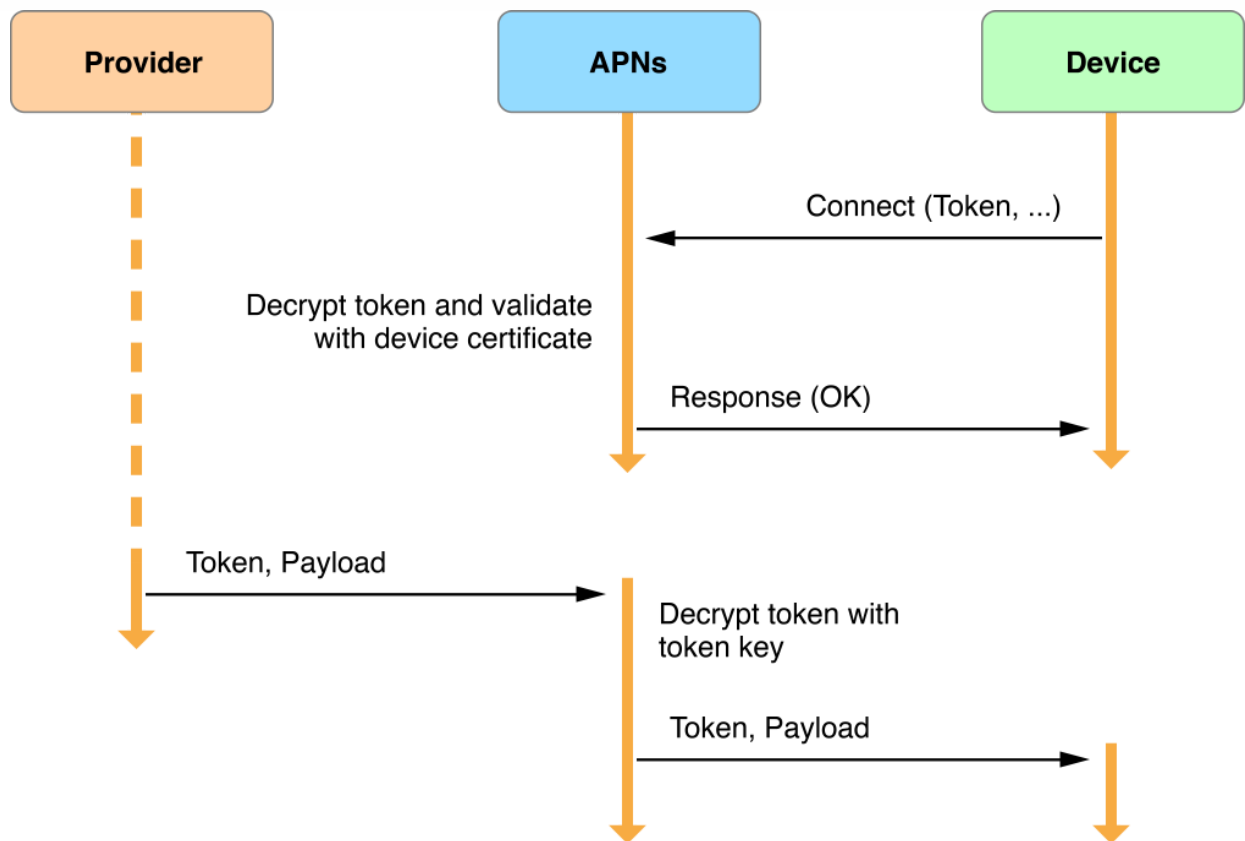 Provider
APNs
Device
Connect (Token, ...)
Decrypt token and validate
with device certificate
Response (OK)
Token, Payload
Decrypt token with
token key
Token, Payload